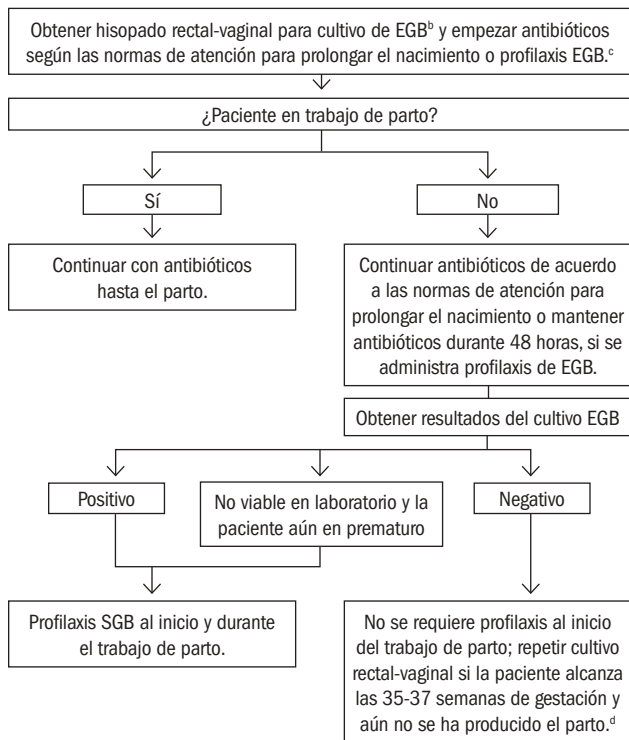 Obtener hisopado rectal-vaginal para cultivo de EGBᵇ y empezar antibióticos
según las normas de atención para prolongar el nacimiento o profilaxis EGB.ᶜ
¿Paciente en trabajo de parto?
Sí
No
Continuar con antibióticos
hasta el parto.
Continuar antibióticos de acuerdo
a las normas de atención para
prolongar el nacimiento o mantener
antibióticos durante 48 horas, si se
administra profilaxis de EGB.
Obtener resultados del cultivo EGB
Positivo
No viable en laboratorio y la
paciente aún en prematuro
Negativo
Profilaxis SGB al inicio y durante
el trabajo de parto.
No se requiere profilaxis al inicio
del trabajo de parto; repetir cultivo
rectal-vaginal si la paciente alcanza
las 35-37 semanas de gestación y
aún no se ha producido el parto.ᵈ